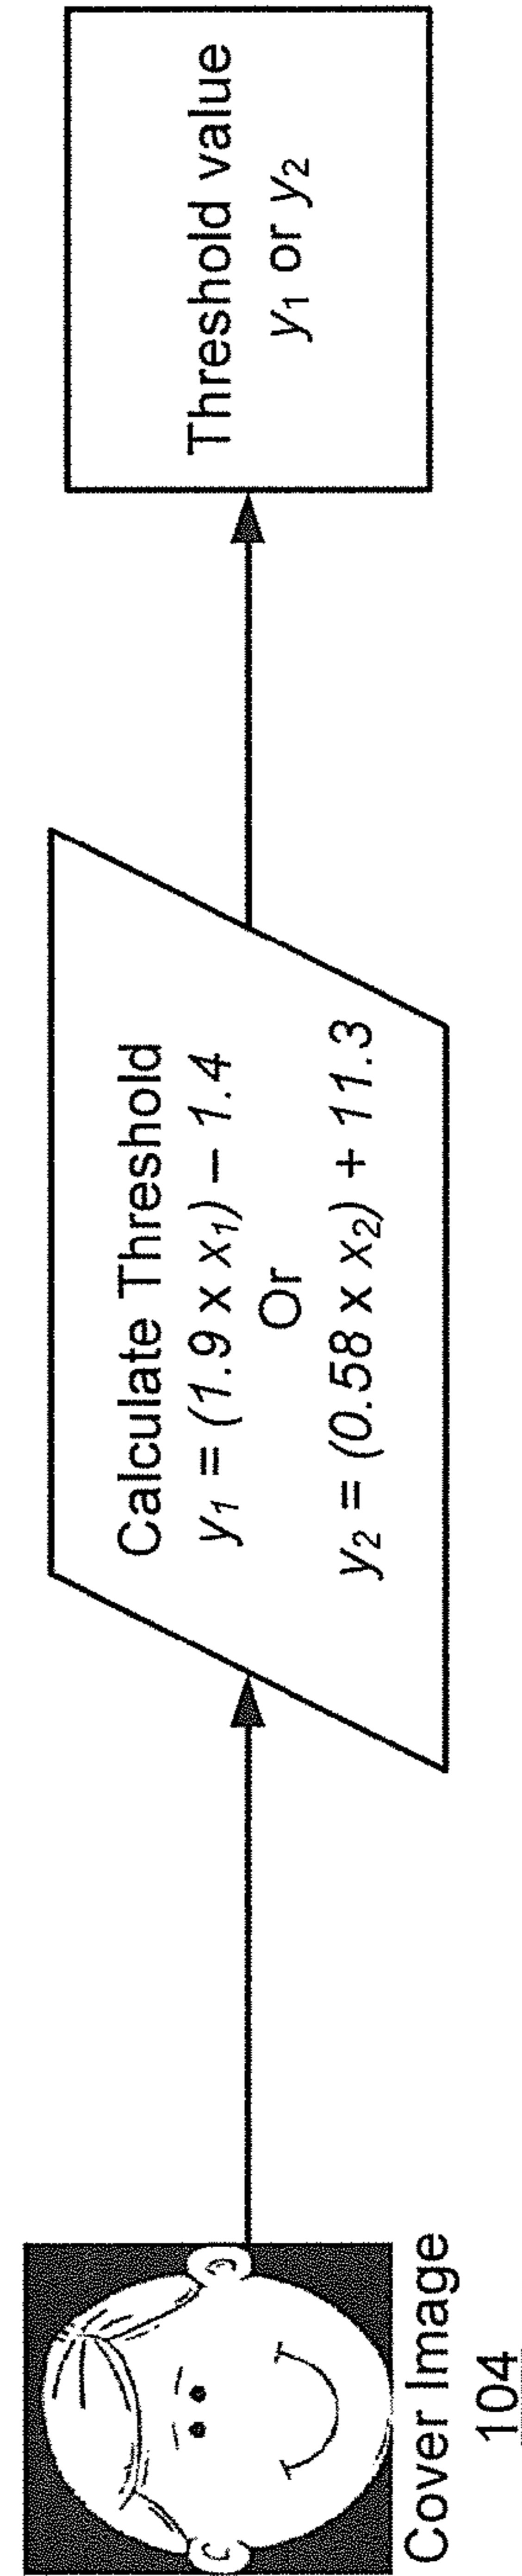 Cover Image
104
Calculate Threshold
y₁ = (1.9 x x₁) – 1.4
Or
y₂ = (0.58 x x₂) + 11.3
Threshold value
y₁ or y₂